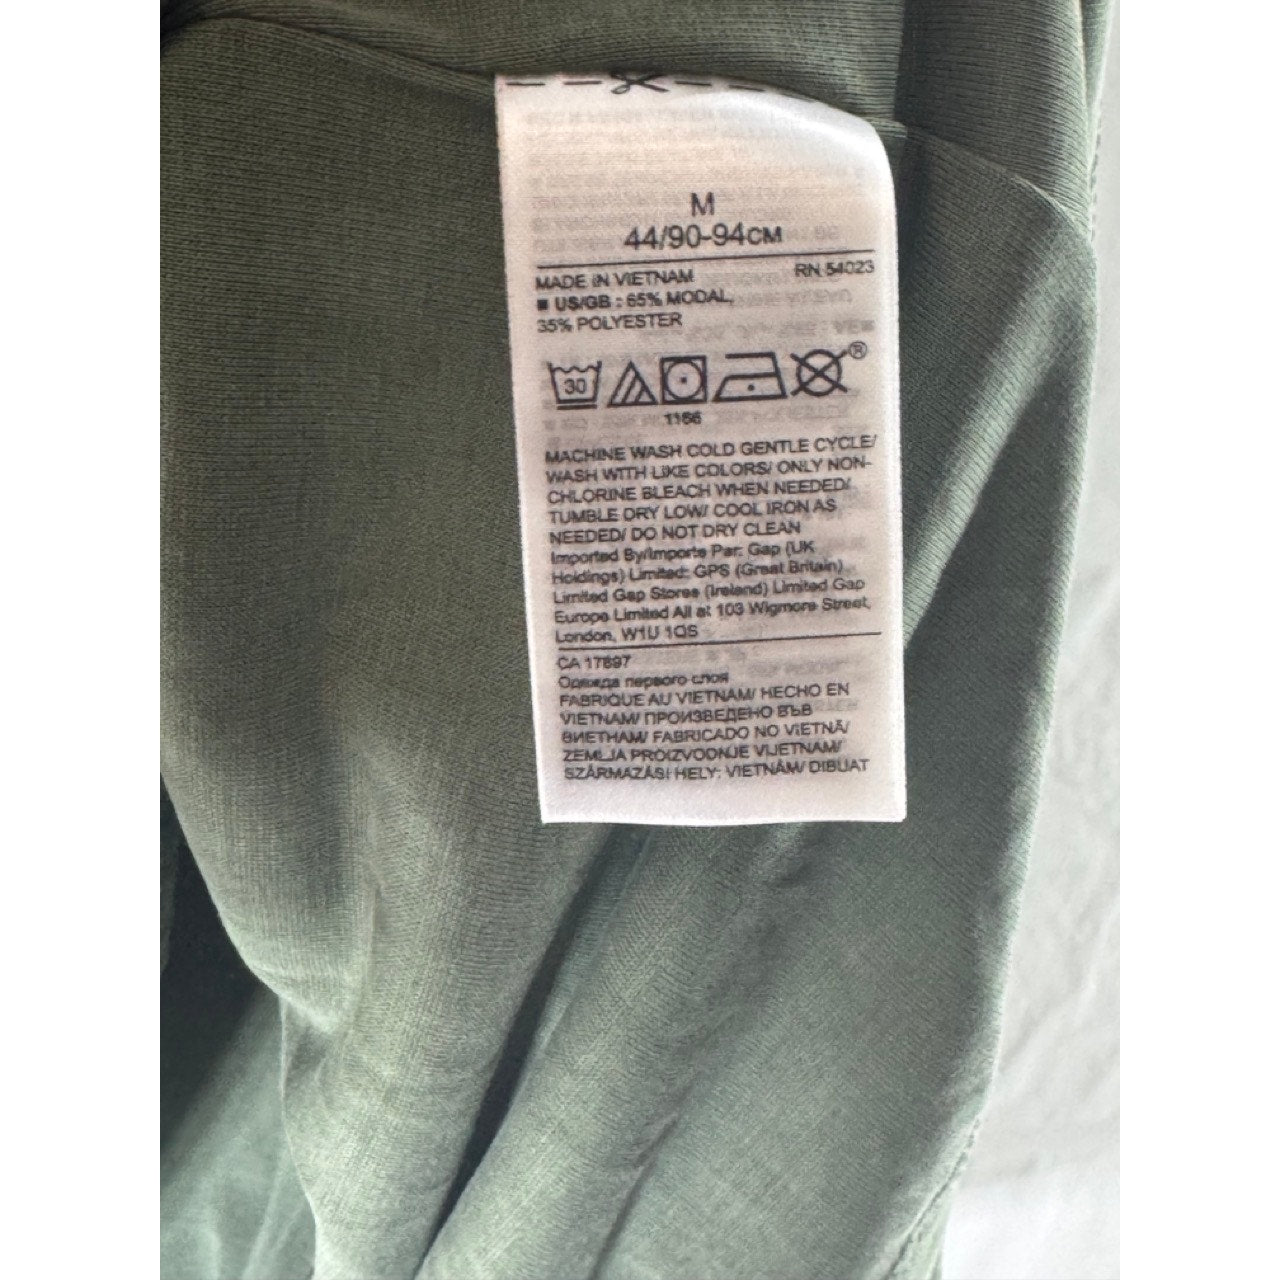 M
44/90-94CM
MADE IN VIETNAM RN 54023
■ US/GB : 65% MODAL,
35% POLYESTER
30
®
1166
MACHINE WASH COLD GENTLE CYCLE/
WASH WITH LIKE COLORS/ ONLY NON-
CHLORINE BLEACH WHEN NEEDED/
TUMBLE DRY LOW/ COOL IRON AS
NEEDED/ DO NOT DRY CLEAN
Imported By/Importe Par: Gap (UK
Holdings) Limited; GPS (Great Britain)
Limited Gap Stores (Ireland) Limited Gap
Europe Limited All at 103 Wigmore Street,
London, W1U 1QS
CA 17897
Одежда первого слоя
FABRIQUE AU VIETNAM/ HECHO EN
VIETNAM/ ПРОИЗВЕДЕНО ВЪВ
ВИЕТНАМ/ FABRICADO NO VIETNÃ/
ZEMLJA PROIZVODNJE VIJETNAM/
SZÁRMAZÁSI HELY: VIETNÁM/ DIBUAT